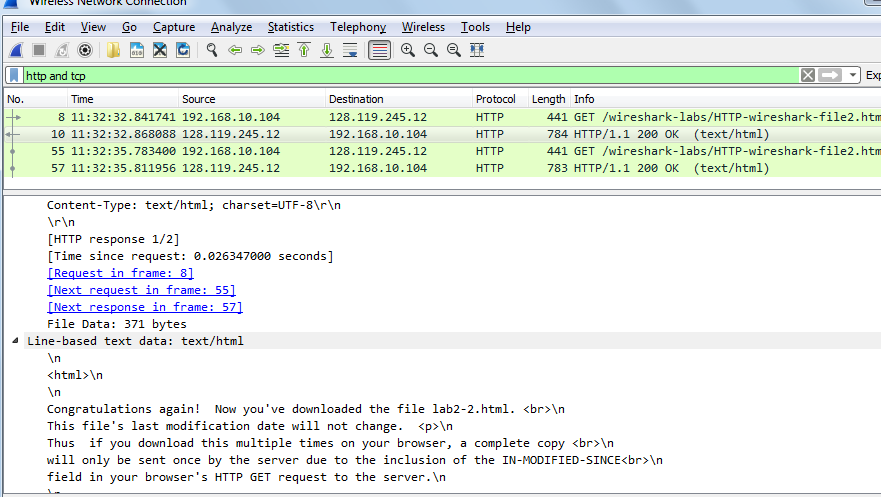 Wireless Network Connection
File Edit View Go Capture Analyze Statistics Telephony Wireless Tools Help
http and tcp
No. Time Source Destination Protocol Length Info
8 11:32:32.841741 192.168.10.104 128.119.245.12 HTTP 441 GET /wireshark-labs/HTTP-wireshark-file2.htm
10 11:32:32.868088 128.119.245.12 192.168.10.104 HTTP 784 HTTP/1.1 200 OK (text/html)
55 11:32:35.783400 192.168.10.104 128.119.245.12 HTTP 441 GET /wireshark-labs/HTTP-wireshark-file2.htm
57 11:32:35.811956 128.119.245.12 192.168.10.104 HTTP 783 HTTP/1.1 200 OK (text/html)
Content-Type: text/html; charset=UTF-8\r\n
\r\n
[HTTP response 1/2]
[Time since request: 0.026347000 seconds]
[Request in frame: 8]
[Next request in frame: 55]
[Next response in frame: 57]
File Data: 371 bytes
Line-based text data: text/html
\n
<html>\n
\n
Congratulations again!  Now you've downloaded the file lab2-2.html. <br>\n
This file's last modification date will not change.  <p>\n
Thus  if you download this multiple times on your browser, a complete copy <br>\n
will only be sent once by the server due to the inclusion of the IN-MODIFIED-SINCE<br>\n
field in your browser's HTTP GET request to the server.\n